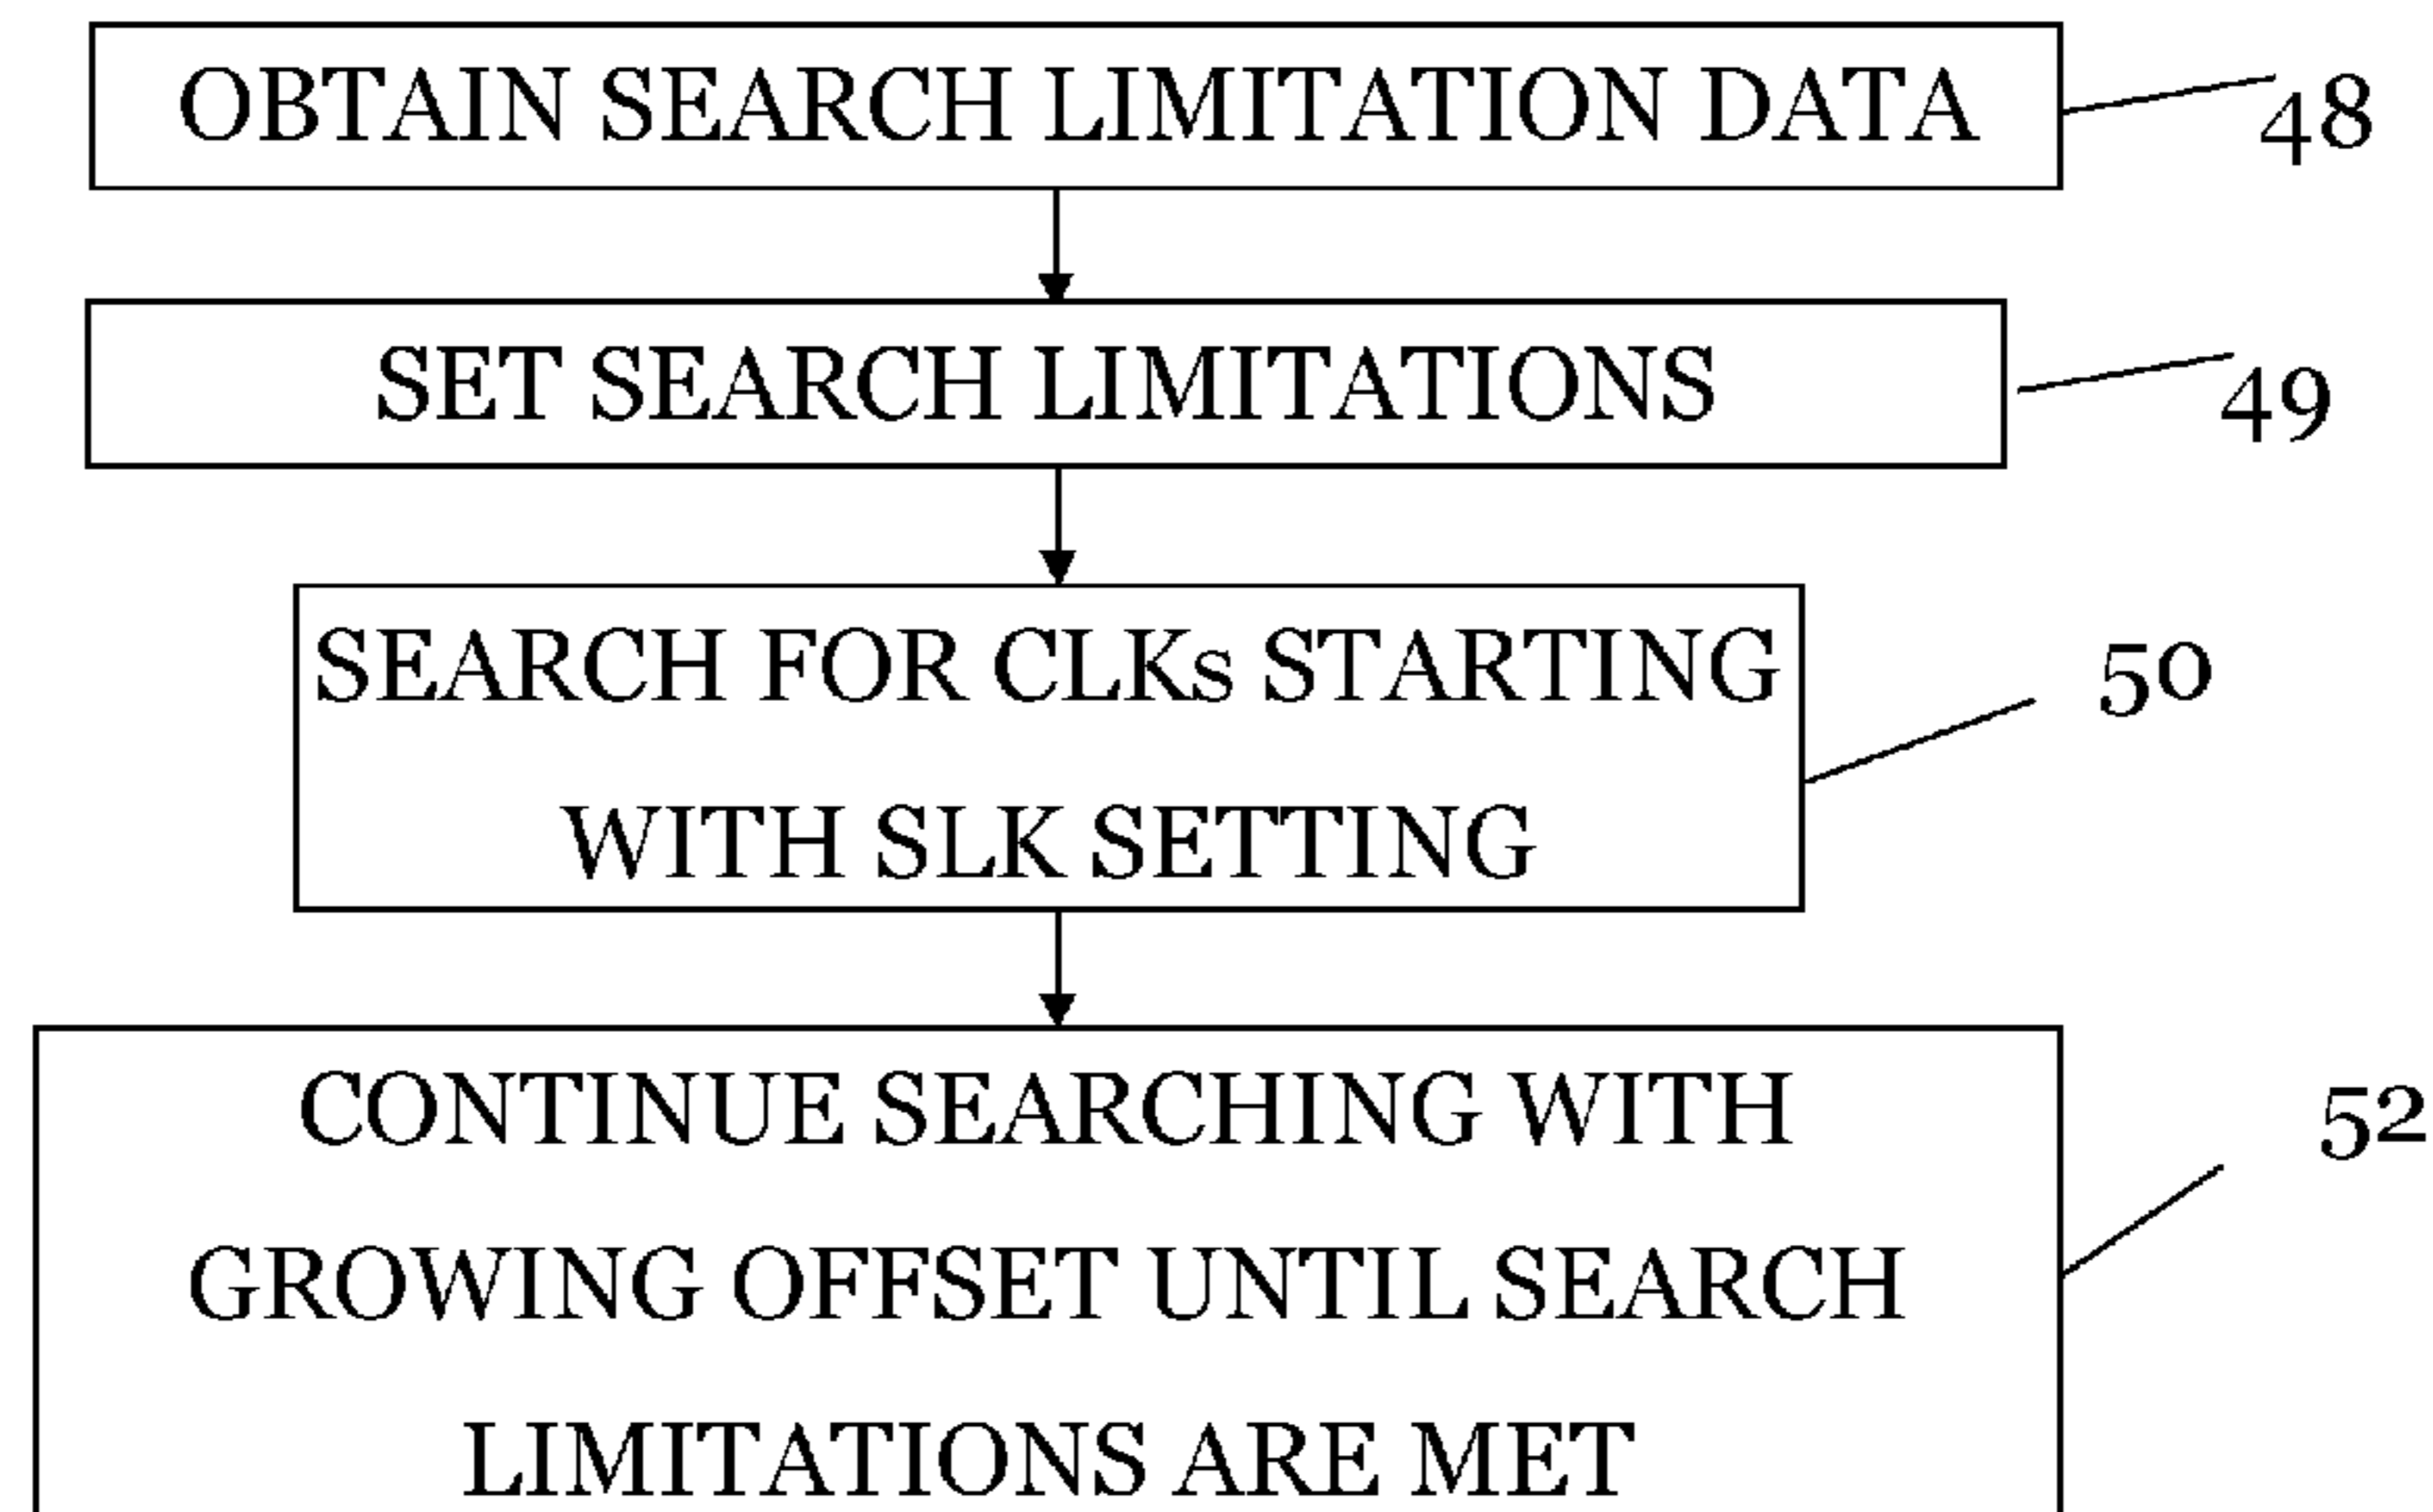 OBTAIN SEARCH LIMITATION DATA
48
SET SEARCH LIMITATIONS
49
SEARCH FOR CLKs STARTING
WITH SLK SETTING
50
CONTINUE SEARCHING WITH
GROWING OFFSET UNTIL SEARCH
LIMITATIONS ARE MET
52